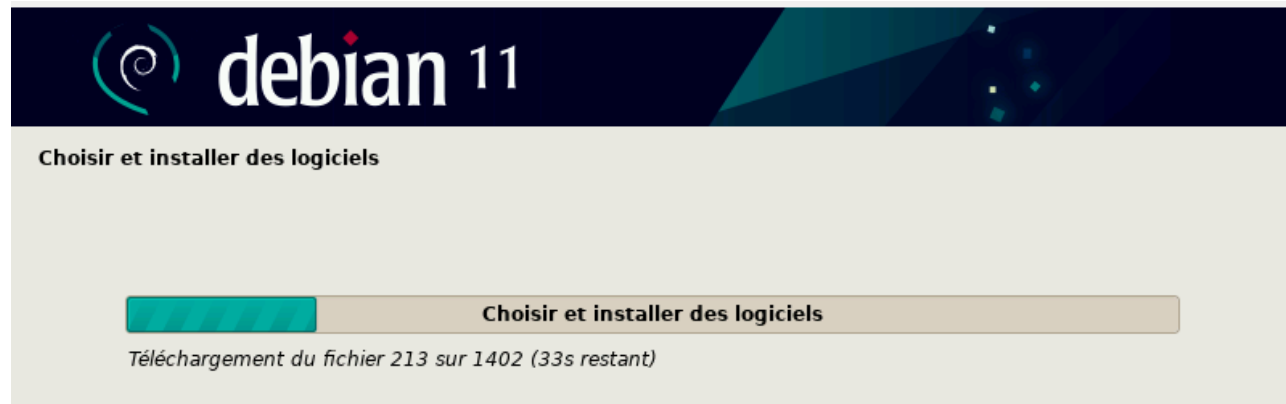 debian 11
Choisir et installer des logiciels
Choisir et installer des logiciels
Téléchargement du fichier 213 sur 1402 (33s restant)